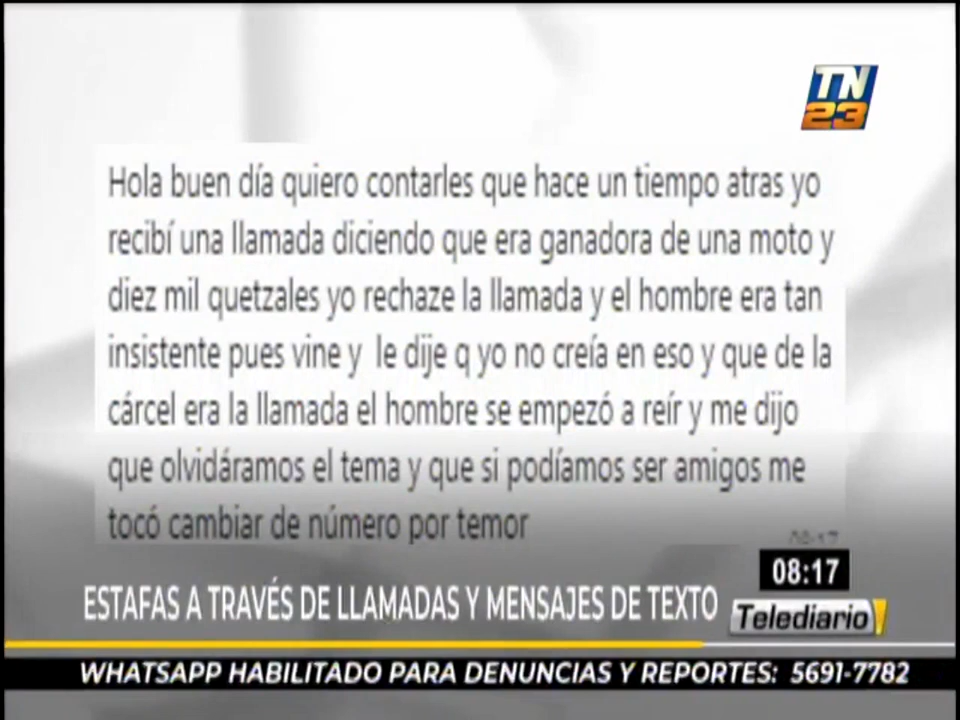 TN
23
Hola buen día quiero contarles que hace un tiempo atras yo
recibí una llamada diciendo que era ganadora de una moto y
diez mil quetzales yo rechaze la llamada y el hombre era tan
insistente pues vine y le dije q yo no creía en eso y que de la
cárcel era la llamada el hombre se empezó a reír y me dijo
que olvidáramos el tema y que si podíamos ser amigos me
tocó cambiar de número por temor
08:17
ESTAFAS A TRAVÉS DE LLAMADAS Y MENSAJES DE TEXTO
Telediario
WHATSAPP HABILITADO PARA DENUNCIAS Y REPORTES: 5691-7782